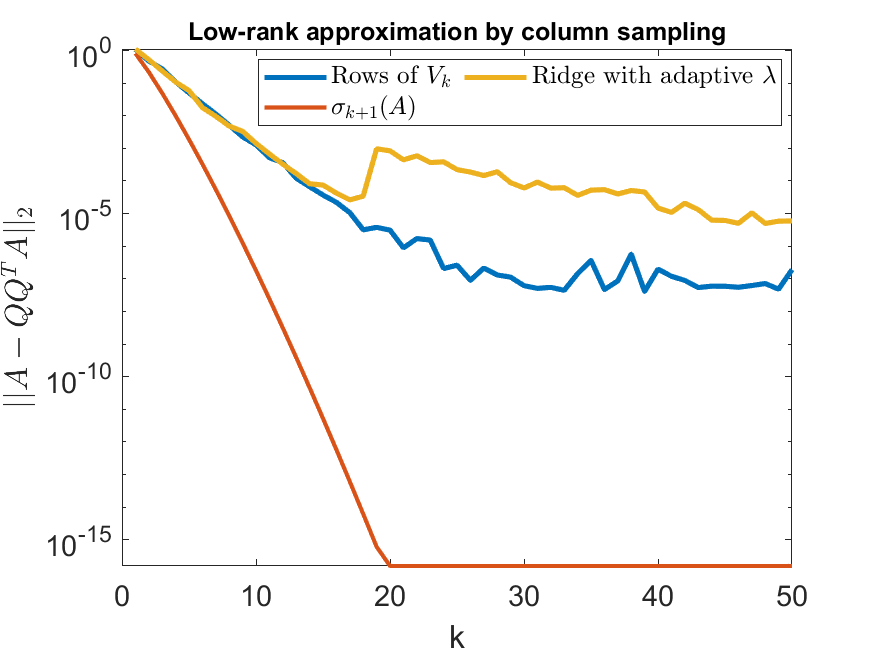 Low-rank approximation by column sampling
Rows of V_k
Ridge with adaptive λ
σ_{k+1}(A)
||A − QQ^T A||_2
10^0
10^-5
10^-10
10^-15
0 10 20 30 40 50
k